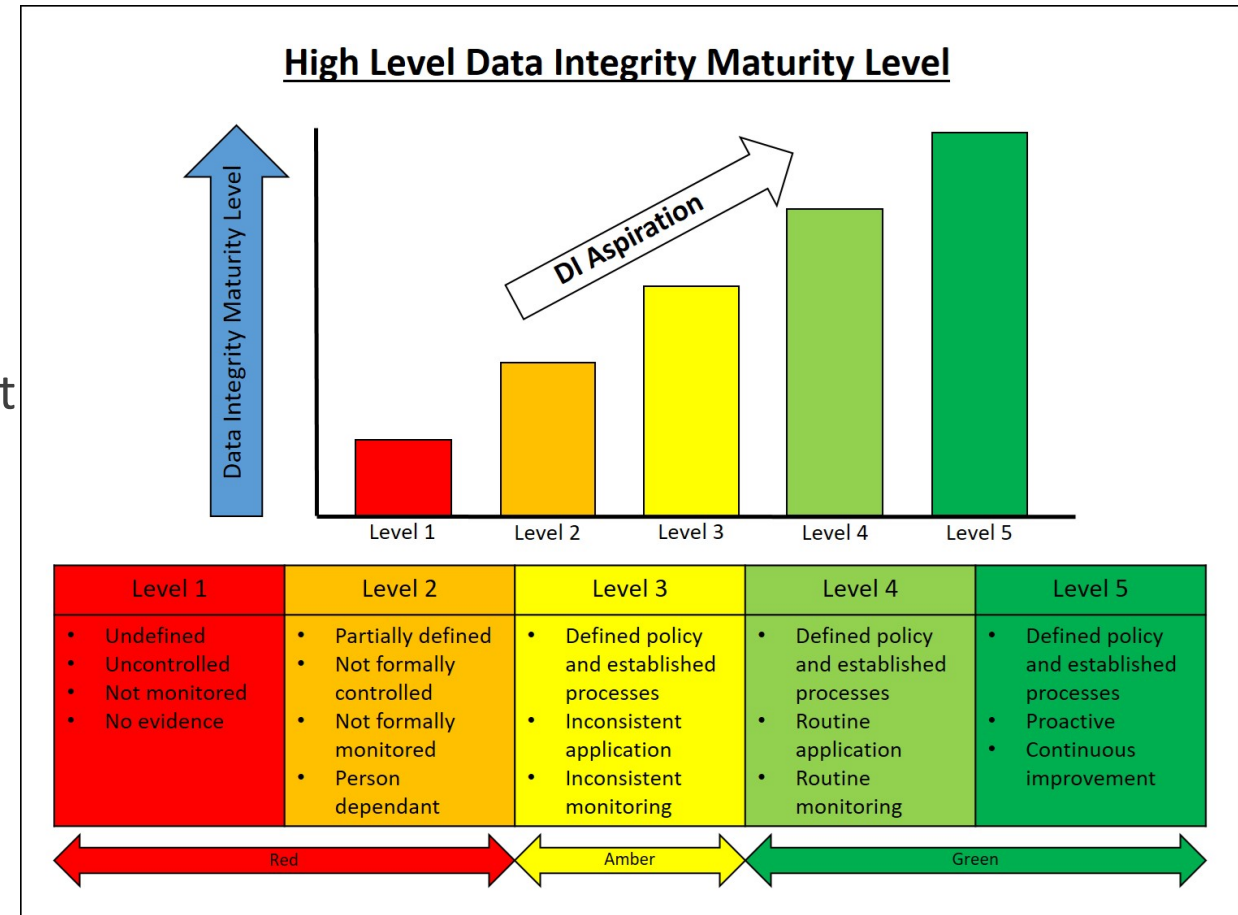 High Level Data Integrity Maturity Level
Data Integrity Maturity Level
DI Aspiration
t
Level 1
Level 2
Level 3
Level 4
Level 5
Level 1
• Undefined
• Uncontrolled
• Not monitored
• No evidence
Level 2
• Partially defined
• Not formally
controlled
• Not formally
monitored
• Person
dependant
Level 3
• Defined policy
and established
processes
• Inconsistent
application
• Inconsistent
monitoring
Level 4
• Defined policy
and established
processes
• Routine
application
• Routine
monitoring
Level 5
• Defined policy
and established
processes
• Proactive
• Continuous
improvement
Red
Amber
Green